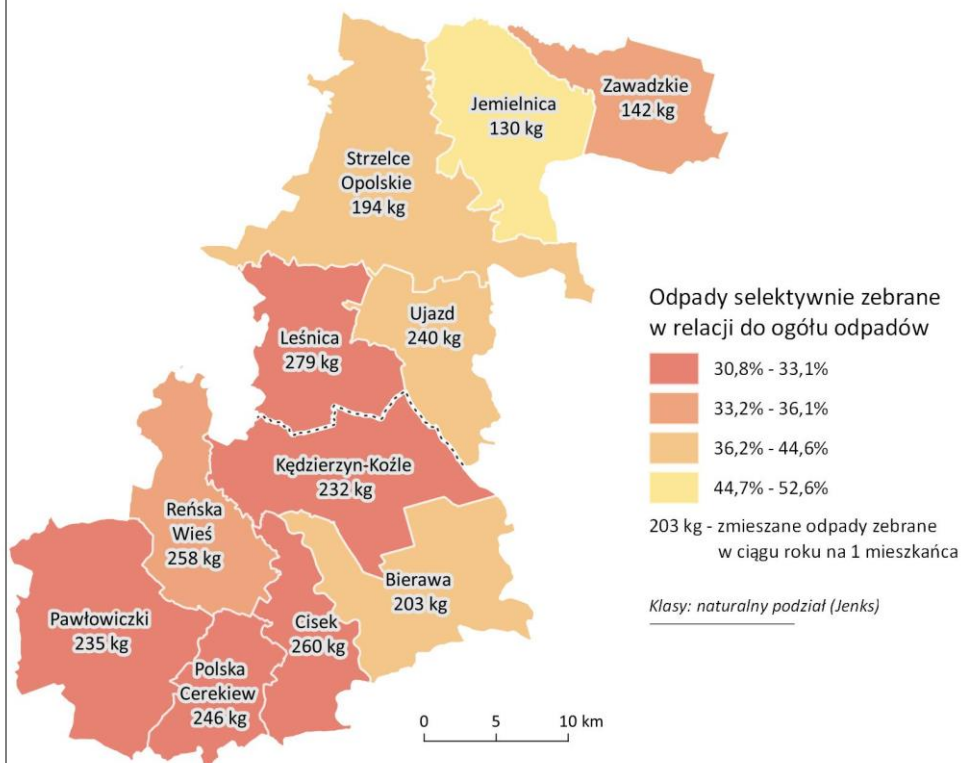 Zawadzkie
142 kg
Jemielnica
130 kg
Strzelce
Opolskie
194 kg
Ujazd
240 kg
Leśnica
279 kg
Kędzierzyn-Koźle
232 kg
Reńska
Wieś
258 kg
Bierawa
203 kg
Pawłowiczki
235 kg
Cisek
260 kg
Polska
Cerekiew
246 kg
0 5 10 km
Odpady selektywnie zebrane
w relacji do ogółu odpadów
30,8% - 33,1%
33,2% - 36,1%
36,2% - 44,6%
44,7% - 52,6%
203 kg - zmieszane odpady zebrane
w ciągu roku na 1 mieszkańca
Klasy: naturalny podział (Jenks)